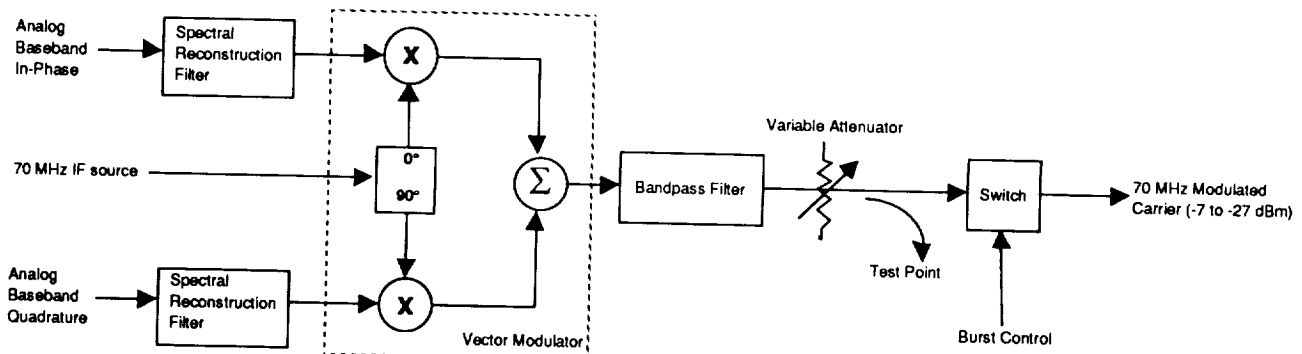 Analog
Baseband
In-Phase
Spectral
Reconstruction
Filter
X
Variable Attenuator
70 MHz IF source
0°
90°
Σ
Bandpass Filter
Switch
70 MHz Modulated
Carrier (-7 to -27 dBm)
Test Point
Analog
Baseband
Quadrature
Spectral
Reconstruction
Filter
X
Vector Modulator
Burst Control